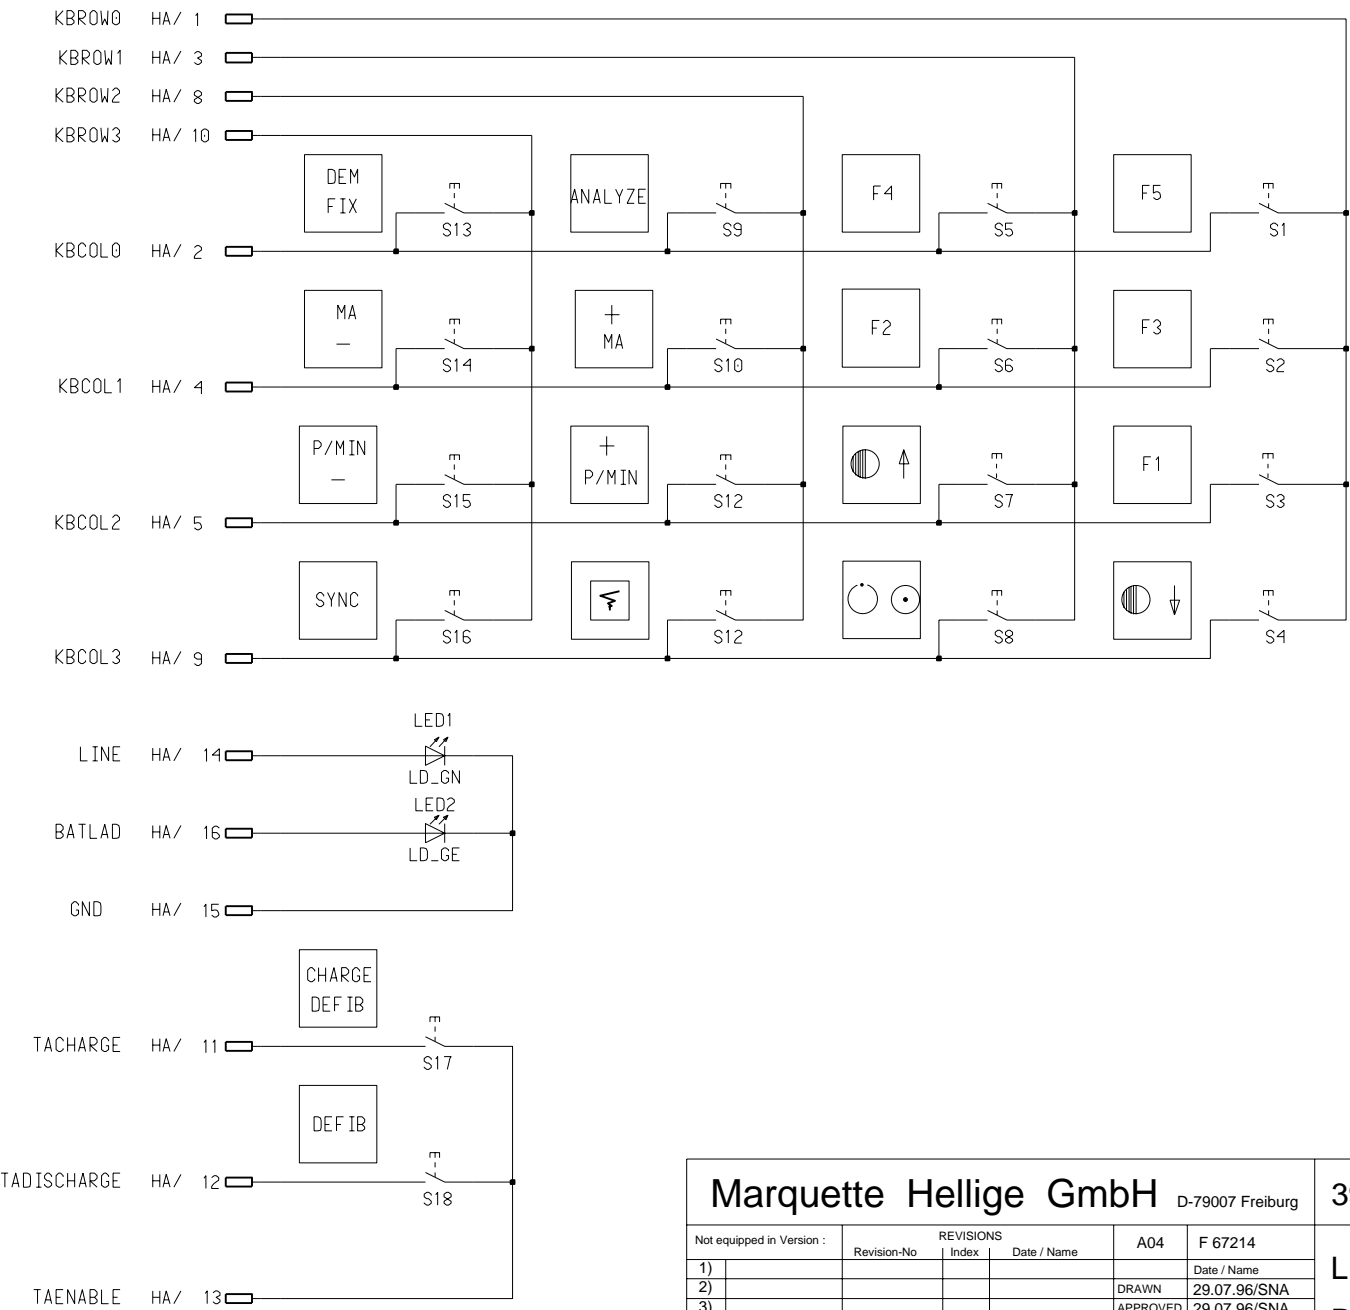 KBROW0 HA/ 1
KBROW1 HA/ 3
KBROW2 HA/ 8
KBROW3 HA/ 10
DEM
FIX
ANALYZE
F4
F5
S13
S9
S5
S1
KBCOL0 HA/ 2
MA
—
+
MA
F2
F3
S14
S10
S6
S2
KBCOL1 HA/ 4
P/MIN
—
+
P/MIN
F1
S15
S12
S7
S3
KBCOL2 HA/ 5
SYNC
S16
S12
S8
S4
KBCOL3 HA/ 9
LED1
LINE HA/ 14
LD_GN
LED2
BATLAD HA/ 16
LD_GE
GND HA/ 15
CHARGE
DEFIB
TACHARGE HA/ 11
S17
DEFIB
TADISCHARGE HA/ 12
S18
TAENABLE HA/ 13
Marquette Hellige GmbH D-79007 Freiburg
Not equipped in Version :
REVISIONS
Revision-No Index Date / Name
A04 F 67214
1) Date / Name
2) DRAWN 29.07.96/SNA
3) APPROVED 29.07.96/SNA
L